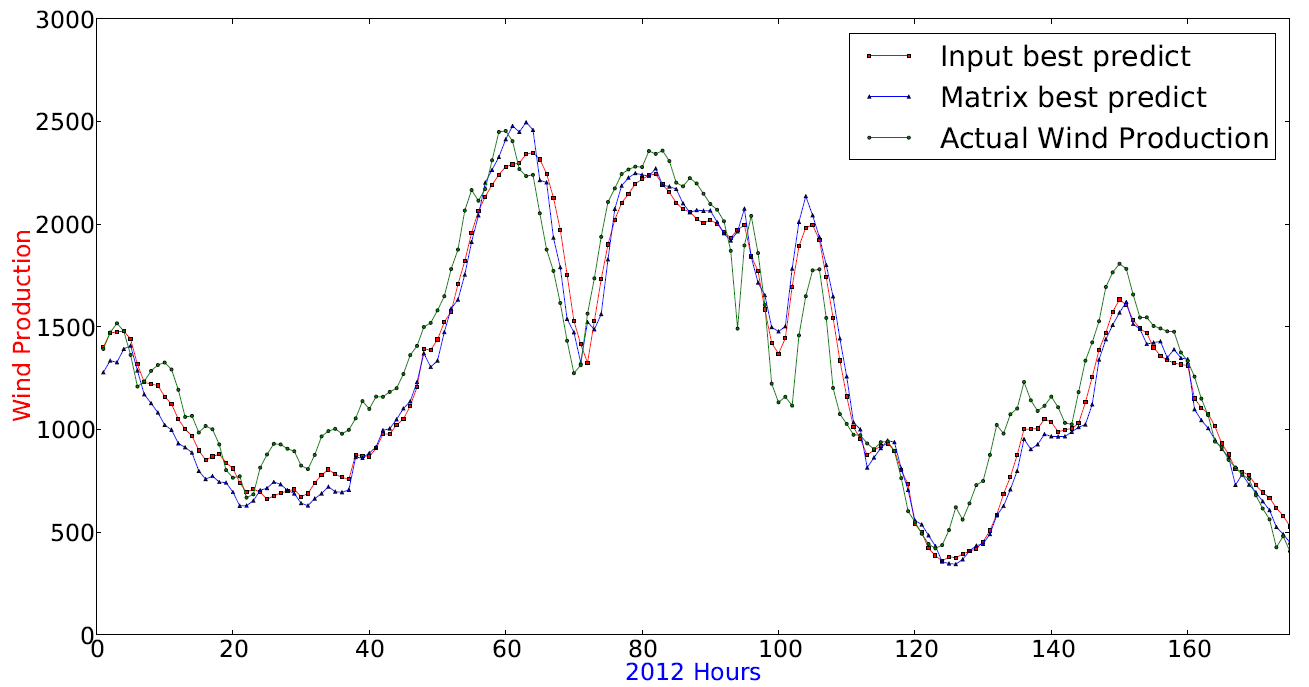 3000
2500
2000
1500
1000
500
0
Wind Production
Input best predict
Matrix best predict
Actual Wind Production
0 20 40 60 80 100 120 140 160
2012 Hours